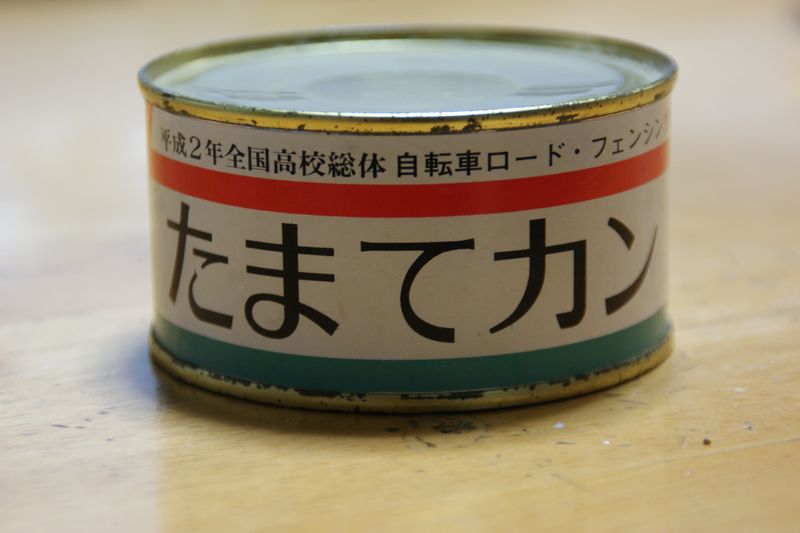 平成2年全国高校総体 自転車ロード・フェンシン
たまてカン